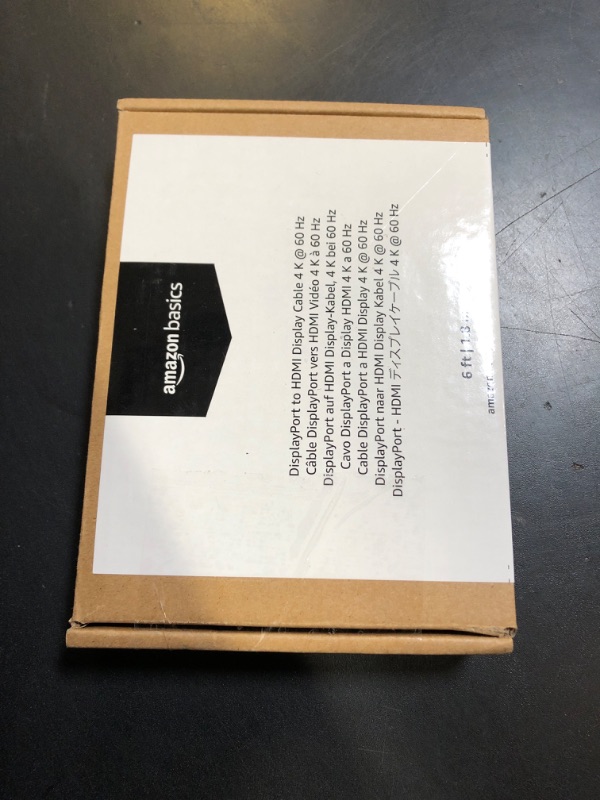 amazon basics
DisplayPort to HDMI Display Cable 4 K @ 60 Hz
Câble DisplayPort vers HDMI Vidéo 4 K à 60 Hz
DisplayPort auf HDMI Display-Kabel, 4 K bei 60 Hz
Cavo DisplayPort a Display HDMI 4 K a 60 Hz
Cable DisplayPort a HDMI Display 4 K @ 60 Hz
DisplayPort naar HDMI Display Kabel 4 K @ 60 Hz
DisplayPort - HDMI ディスプレイケーブル 4 K @ 60 Hz
6 ft |